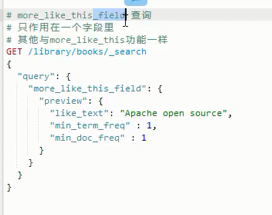 # more_like_this_field 查询
# 只作用在一个字段里
# 其他与more_like_this功能一样
GET /library/books/_search
{
  "query": {
    "more_like_this_field": {
      "preview": {
        "like_text": "Apache open source",
        "min_term_freq" : 1,
        "min_doc_freq" : 1
      }
    }
  }
}